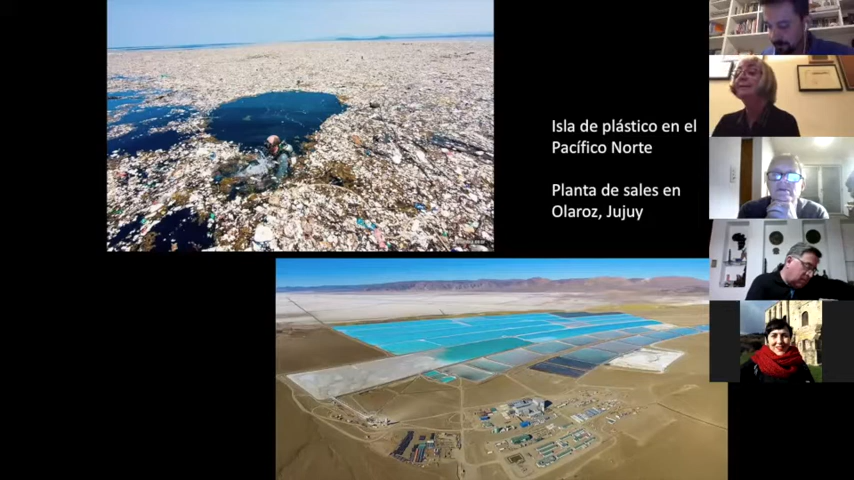 Isla de plástico en el
Pacífico Norte
Planta de sales en
Olaroz, Jujuy